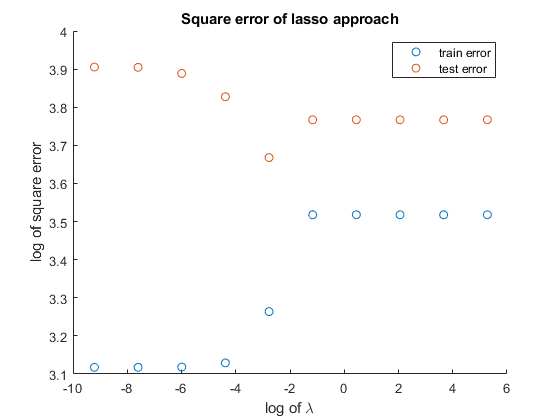 Square error of lasso approach
4
3.9
3.8
3.7
3.6
3.5
3.4
3.3
3.2
3.1
log of square error
train error
test error
-10 -8 -6 -4 -2 0 2 4 6
log of λ